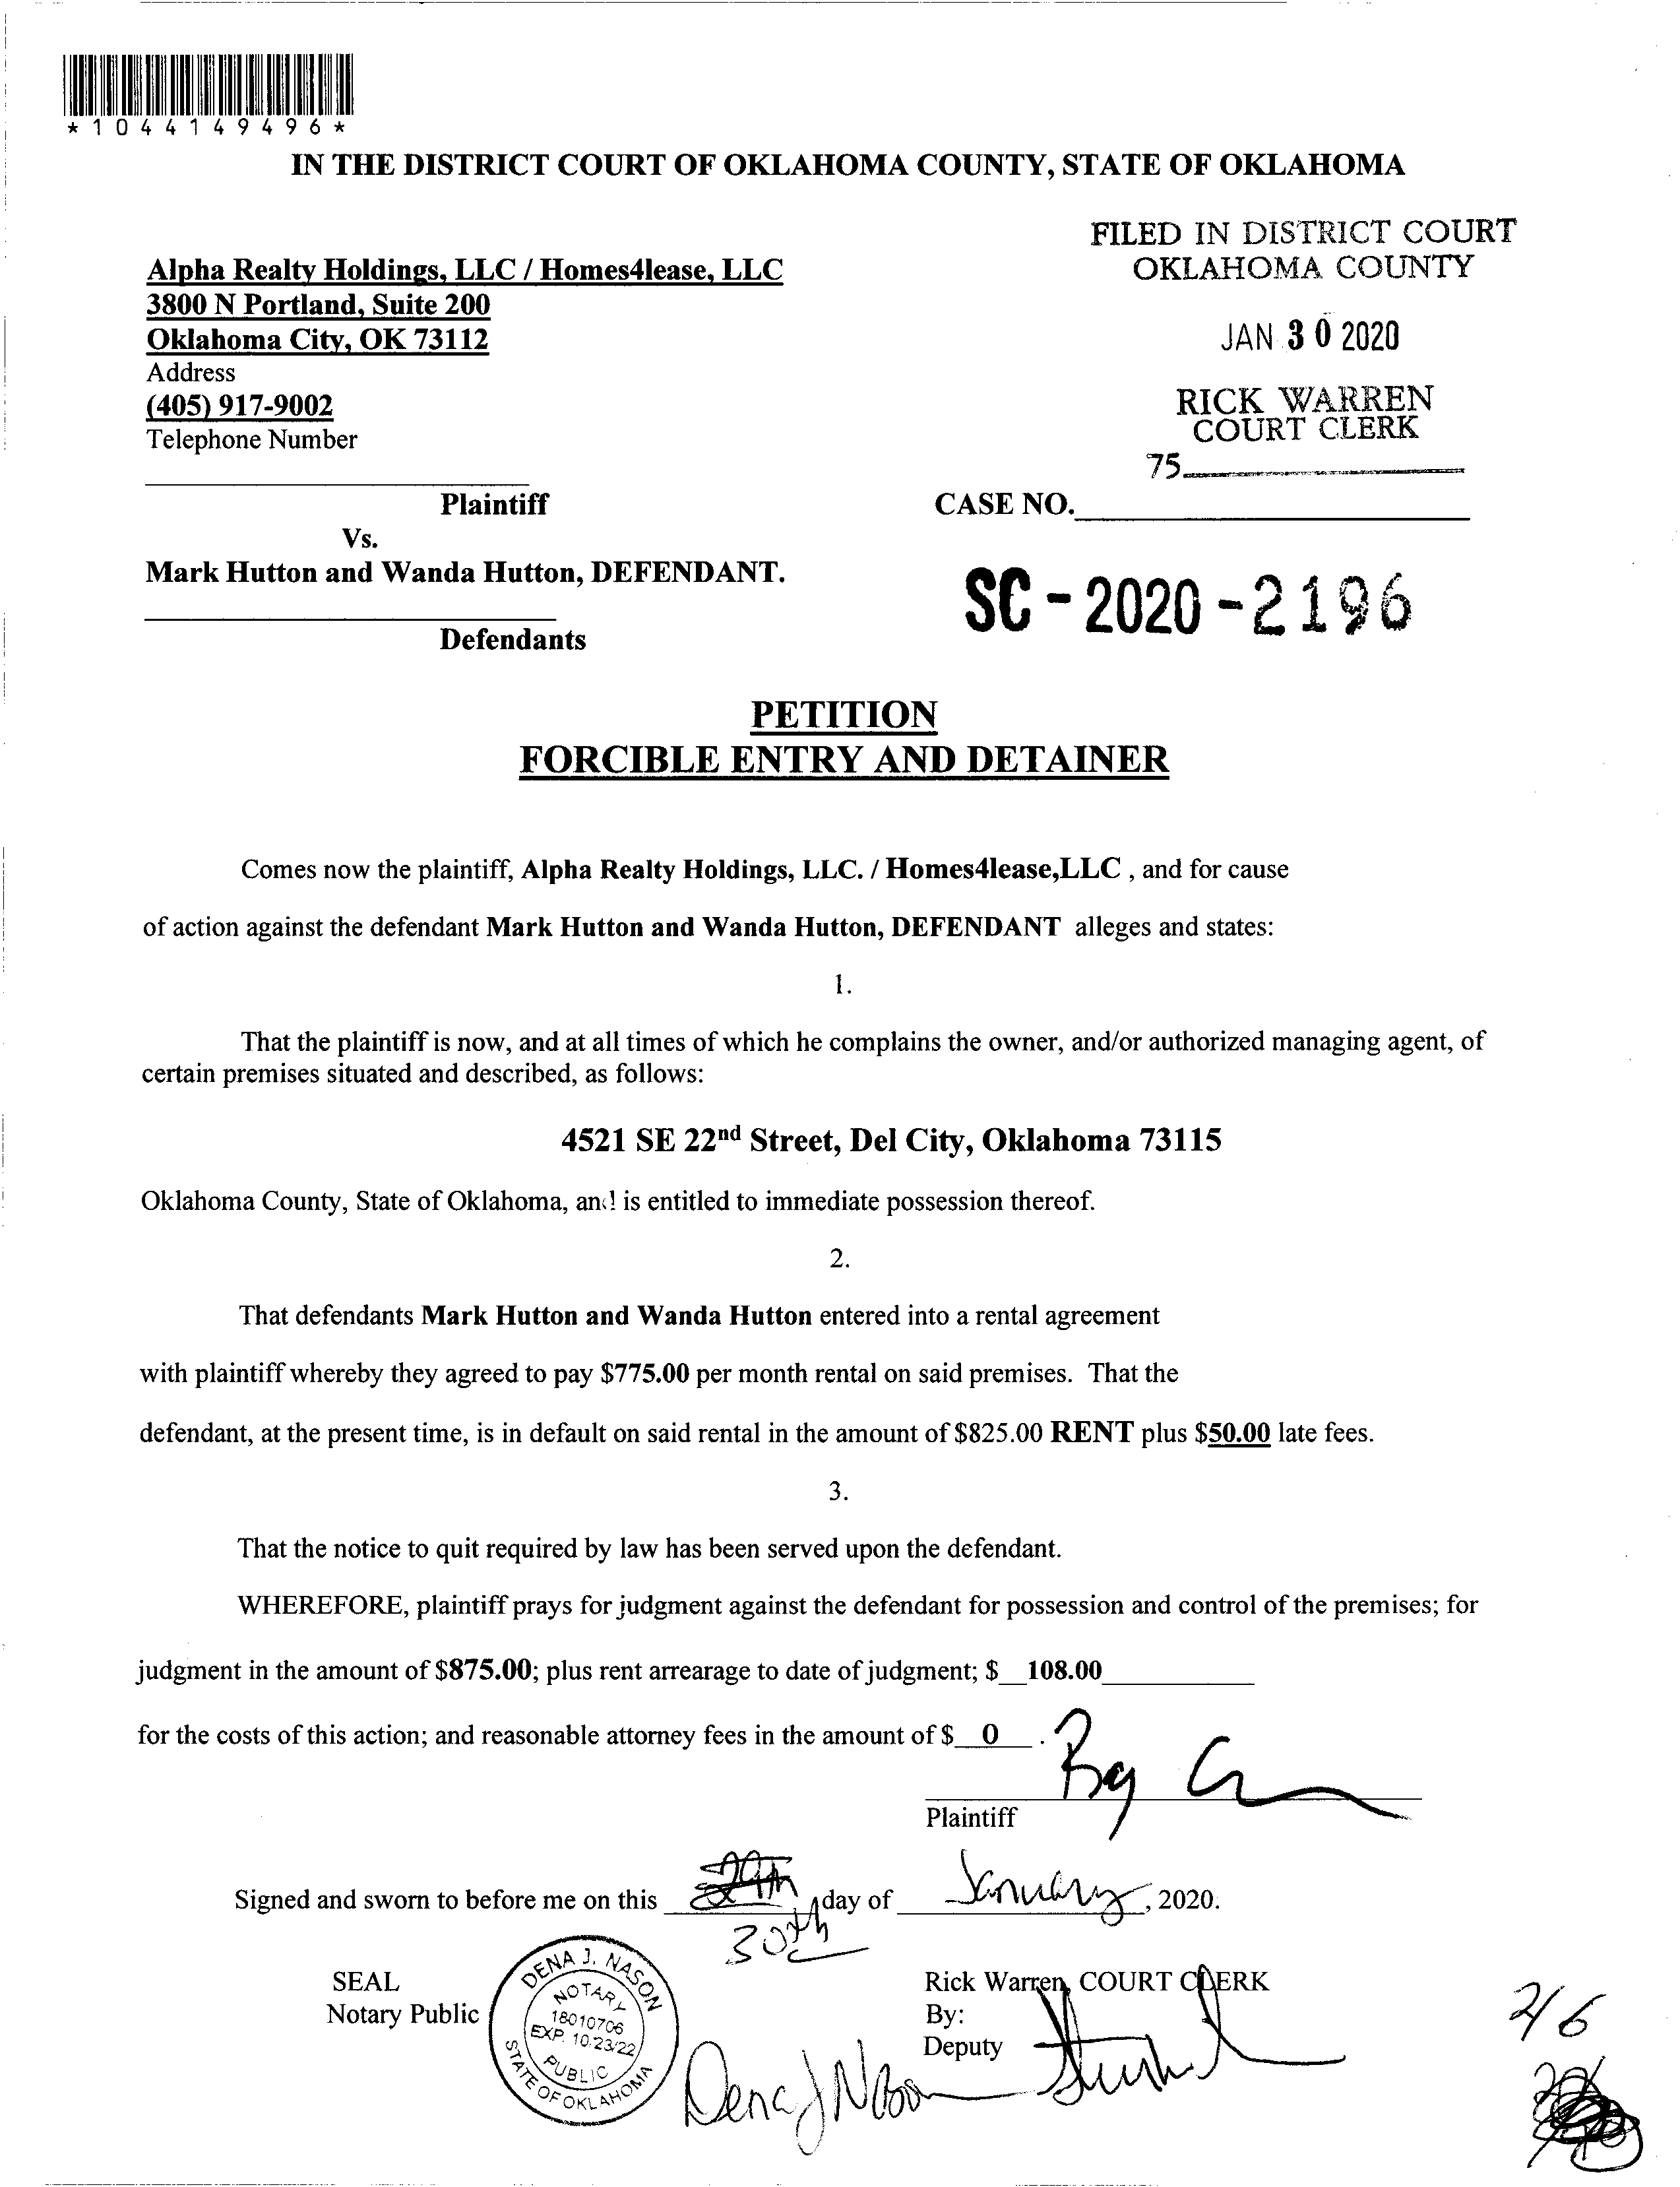 *1044149496*
IN THE DISTRICT COURT OF OKLAHOMA COUNTY, STATE OF OKLAHOMA
FILED IN DISTRICT COURT
OKLAHOMA COUNTY
JAN 30 2020
RICK WARREN
COURT CLERK
75
Alpha Realty Holdings, LLC / Homes4lease, LLC
3800 N Portland, Suite 200
Oklahoma City, OK 73112
Address
(405) 917-9002
Telephone Number
Plaintiff
CASE NO.
Vs.
Mark Hutton and Wanda Hutton, DEFENDANT.
SC-2020-2196
Defendants
PETITION
FORCIBLE ENTRY AND DETAINER
Comes now the plaintiff, Alpha Realty Holdings, LLC. / Homes4lease,LLC , and for cause
of action against the defendant Mark Hutton and Wanda Hutton, DEFENDANT alleges and states:
1.
That the plaintiff is now, and at all times of which he complains the owner, and/or authorized managing agent, of
certain premises situated and described, as follows:
4521 SE 22nd Street, Del City, Oklahoma 73115
Oklahoma County, State of Oklahoma, and is entitled to immediate possession thereof.
2.
That defendants Mark Hutton and Wanda Hutton entered into a rental agreement
with plaintiff whereby they agreed to pay $775.00 per month rental on said premises. That the
defendant, at the present time, is in default on said rental in the amount of $825.00 RENT plus $50.00 late fees.
3.
That the notice to quit required by law has been served upon the defendant.
WHEREFORE, plaintiff prays for judgment against the defendant for possession and control of the premises; for
judgment in the amount of $875.00; plus rent arrearage to date of judgment; $ 108.00
for the costs of this action; and reasonable attorney fees in the amount of $ 0 .
Plaintiff
Signed and sworn to before me on this 29th day of January, 2020.
30th
SEAL
Notary Public
DENA J. NASON
NOTARY
18010706
EXP. 10/23/22
PUBLIC
STATE OF OKLAHOMA
Dena J Nason
Rick Warren, COURT CLERK
By:
Deputy
2/6